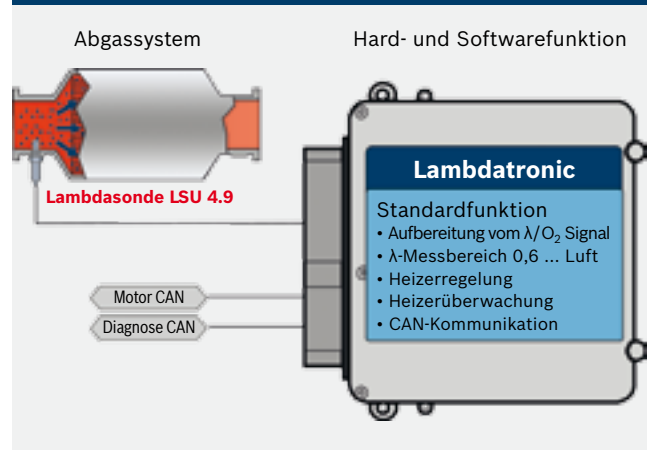 Abgassystem
Hard- und Softwarefunktion
Lambdasonde LSU 4.9
Motor CAN
Diagnose CAN
Lambdatronic
Standardfunktion
• Aufbereitung vom λ/O₂ Signal
• λ-Messbereich 0,6 ... Luft
• Heizerregelung
• Heizerüberwachung
• CAN-Kommunikation